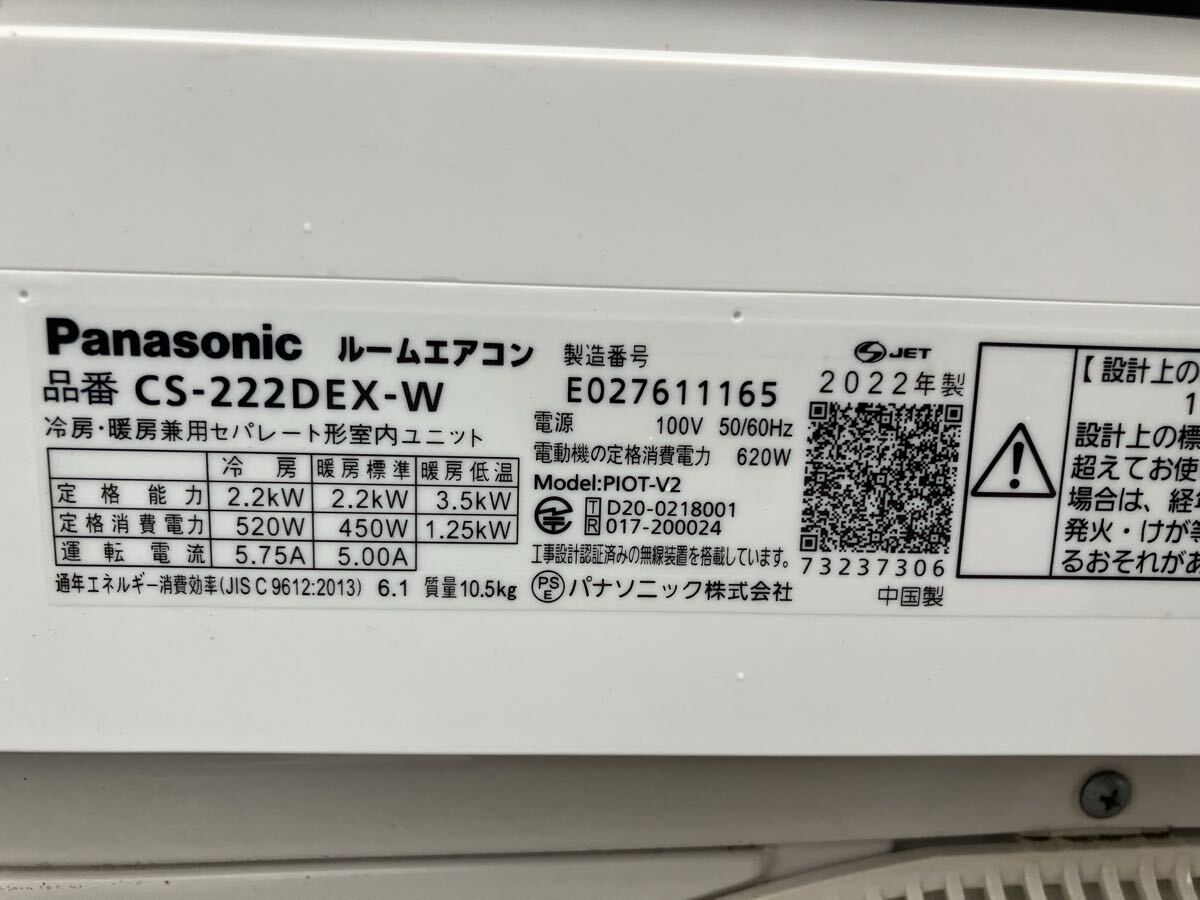 Panasonic ルームエアコン
品番 CS-222DEX-W
冷房・暖房兼用セパレート形室内ユニット
冷房 暖房標準 暖房低温
定格能力 2.2kW 2.2kW 3.5kW
定格消費電力 520W 450W 1.25kW
運転電流 5.75A 5.00A
通年エネルギー消費効率(JIS C 9612:2013) 6.1 質量10.5kg
製造番号
E027611165
電源 100V 50/60Hz
電動機の定格消費電力 620W
Model:PIOT-V2
T D20-0218001
R 017-200024
工事設計認証済みの無線装置を搭載しています。
PSE パナソニック株式会社
JET
2022年製
73237306
中国製
【設計上の
1
設計上の標
超えてお使
場合は、経年
発火・けが等
るおそれがあ